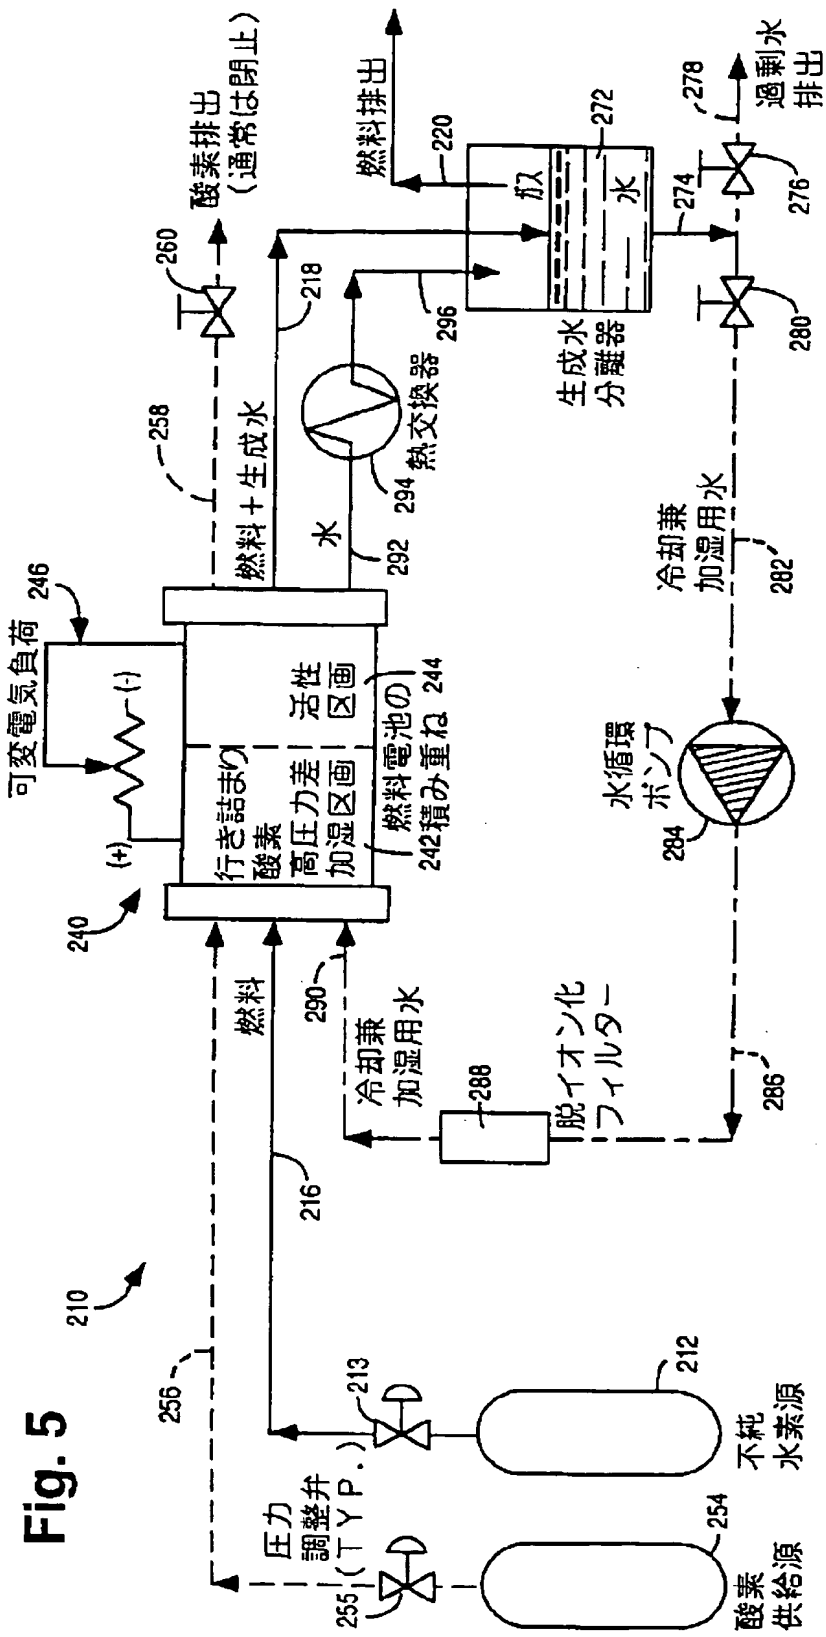 Fig. 5
210
240
可変電気負荷
246
(+)
(-)
酸素排出
(通常は閉止)
260
258
256
燃料
216
燃料+生成水
218
燃料排出
220
行き詰まり
酸素
高圧力差
加湿区画
活性
区画
244
242
燃料電池の
積み重ね
290
冷却兼
加湿用水
水
292
294
熱交換器
296
ガス
水
272
生成水
分離器
274
278
過剰水
排出
276
280
冷却兼
加湿用水
282
水循環
ポンプ
284
286
288
脱イオン化
フィルター
圧力
調整弁
(TYP.)
213
255
212
不純
水素源
254
酸素
供給源